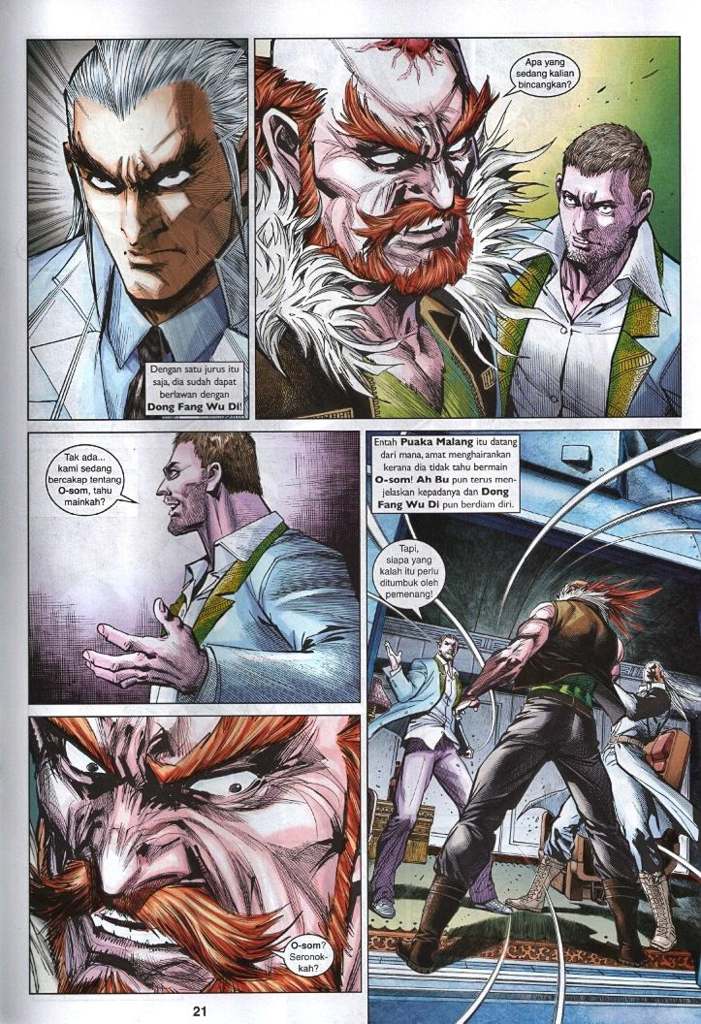 Dengan satu jurus itu
saja, dia sudah dapat
berlawan dengan
Dong Fang Wu Di!
Apa yang
sedang kalian
bincangkan?
Tak ada...
kami sedang
bercakap tentang
O-som, tahu
mainkah?
Entah Puaka Malang itu datang
dari mana, amat menghairankan
kerana dia tidak tahu bermain
O-som! Ah Bu pun terus men-
jelaskan kepadanya dan Dong
Fang Wu Di pun berdiam diri.
Tapi,
siapa yang
kalah itu perlu
ditumbuk oleh
pemenang!
O-som?
Seronok-
kah?
21